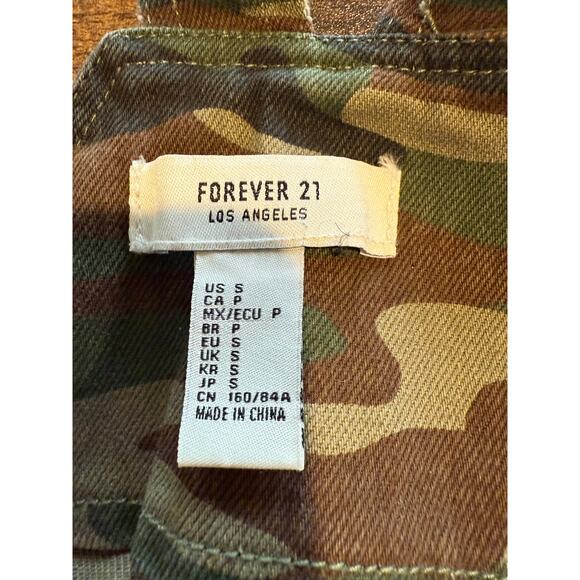 FOREVER 21
LOS ANGELES
US S
CA P
MX/ECU P
BR P
EU S
UK S
KR S
JP S
CN 160/84A
MADE IN CHINA